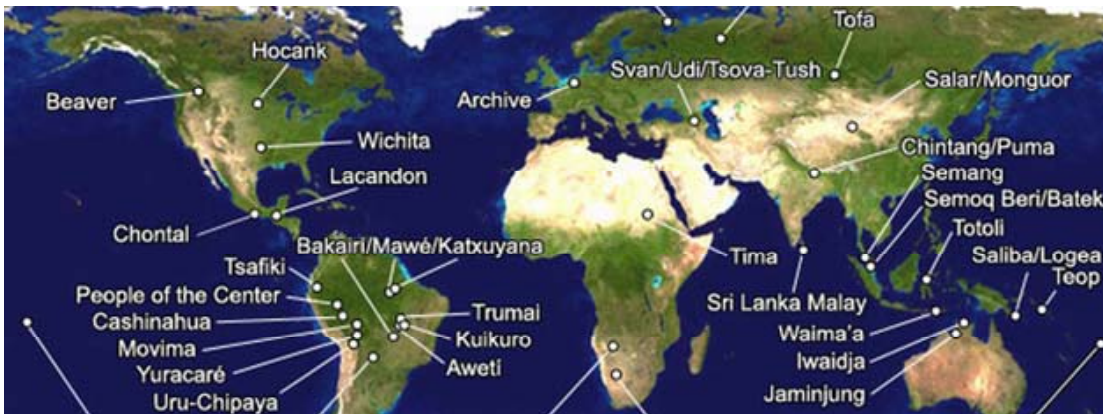 Tofa
Hocank
Svan/Udi/Tsova-Tush
Salar/Monguor
Beaver
Archive
Wichita
Chintang/Puma
Semang
Lacandon
Semoq Beri/Batek
Chontal
Totoli
Bakairi/Mawé/Katxuyana
Tima
Saliba/Logea
Tsafiki
Teop
People of the Center
Sri Lanka Malay
Cashinahua
Trumai
Waima'a
Movima
Kuikuro
Iwaidja
Yuracaré
Aweti
Jaminjung
Uru-Chipaya